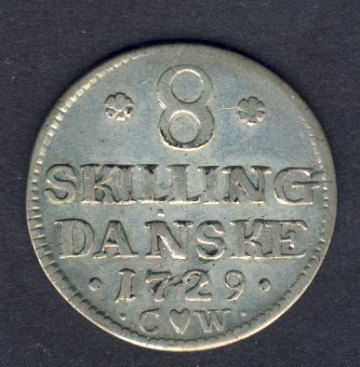 8
SKILLING
DANSKE
· 1729 ·
· C ♥ W ·